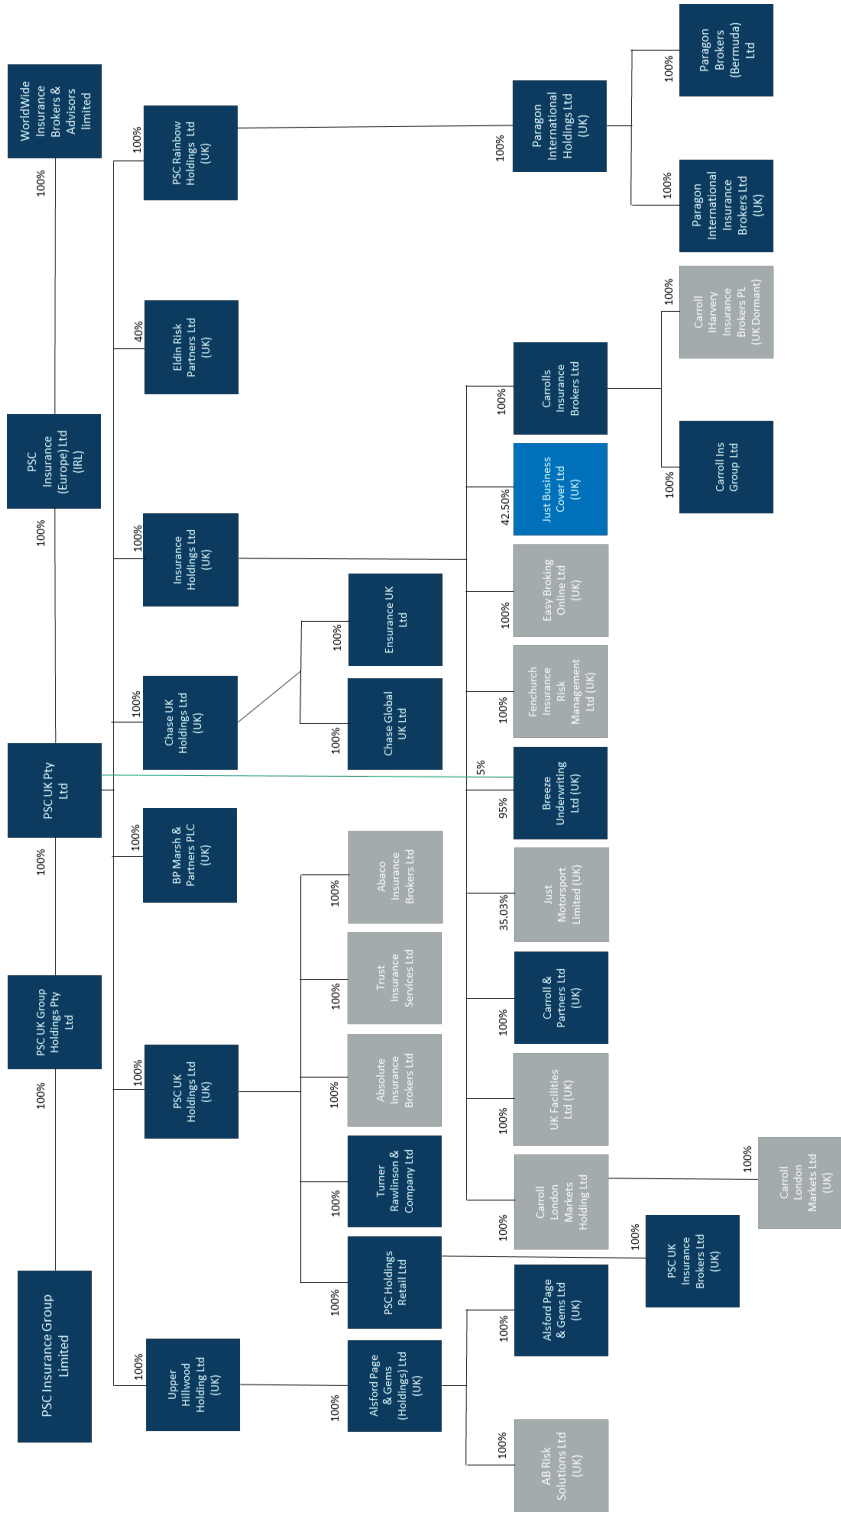 PSC Insurance Group
Limited
100%
PSC UK Group
Holdings Pty
Ltd
100%
PSC UK Pty
Ltd
100%
PSC
Insurance
(Europe) Ltd
(IRL)
100%
WorldWide
Insurance
Brokers &
Advisors
limited
100%
Upper
Hillwood
Holding Ltd
(UK)
100%
PSC UK
Holdings Ltd
(UK)
100%
BP Marsh &
Partners PLC
(UK)
100%
Chase UK
Holdings Ltd
(UK)
100%
Insurance
Holdings Ltd
(UK)
40%
Eldin Risk
Partners Ltd
(UK)
100%
PSC Rainbow
Holdings Ltd
(UK)
100%
Alsford Page
& Gems
(Holdings) Ltd
(UK)
100%
PSC Holdings
Retail Ltd
100%
Turner
Rawlinson &
Company Ltd
100%
Absolute
Insurance
Brokers Ltd
100%
Trust
Insurance
Services Ltd
100%
Abaco
Insurance
Brokers Ltd
100%
Chase Global
UK Ltd
100%
Ensurance UK
Ltd
100%
AB Risk
Solutions Ltd
(UK)
100%
Alsford Page
& Gems Ltd
(UK)
100%
Carroll
London
Markets
Holding Ltd
100%
UK Facilities
Ltd (UK)
100%
Carroll &
Partners Ltd
(UK)
35.03%
Just
Motorsport
Limited (UK)
95%
5%
Breeze
Underwriting
Ltd (UK)
100%
Fenchurch
Insurance
Risk
Management
Ltd (UK)
100%
Easy Broking
Online Ltd
(UK)
42.50%
Just Business
Cover Ltd
(UK)
100%
Carrolls
Insurance
Brokers Ltd
100%
Paragon
International
Holdings Ltd
(UK)
100%
PSC UK
Insurance
Brokers Ltd
(UK)
100%
Carroll
London
Markets Ltd
(UK)
100%
Carroll Ins
Group Ltd
100%
Carroll
IHarvery
Insurance
Brokers PL
(UK Dormant)
100%
Paragon
International
Insurance
Brokers Ltd
(UK)
100%
Paragon
Brokers
(Bermuda)
Ltd